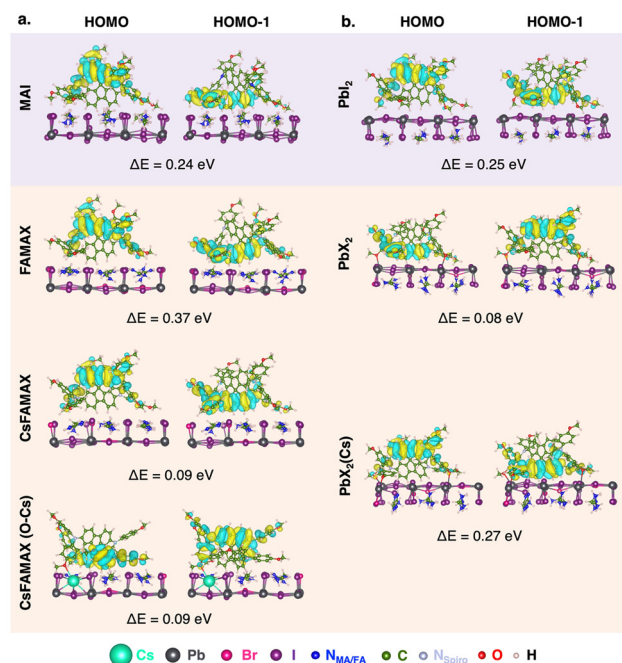 a. HOMO HOMO-1 b. HOMO HOMO-1
MAI
ΔE = 0.24 eV
PbI2
ΔE = 0.25 eV
FAMAX
ΔE = 0.37 eV
PbX2
ΔE = 0.08 eV
CsFAMAX
ΔE = 0.09 eV
PbX2(Cs)
ΔE = 0.27 eV
CsFAMAX (O-Cs)
ΔE = 0.09 eV
Cs Pb Br I NMA/FA C NSpiro O H